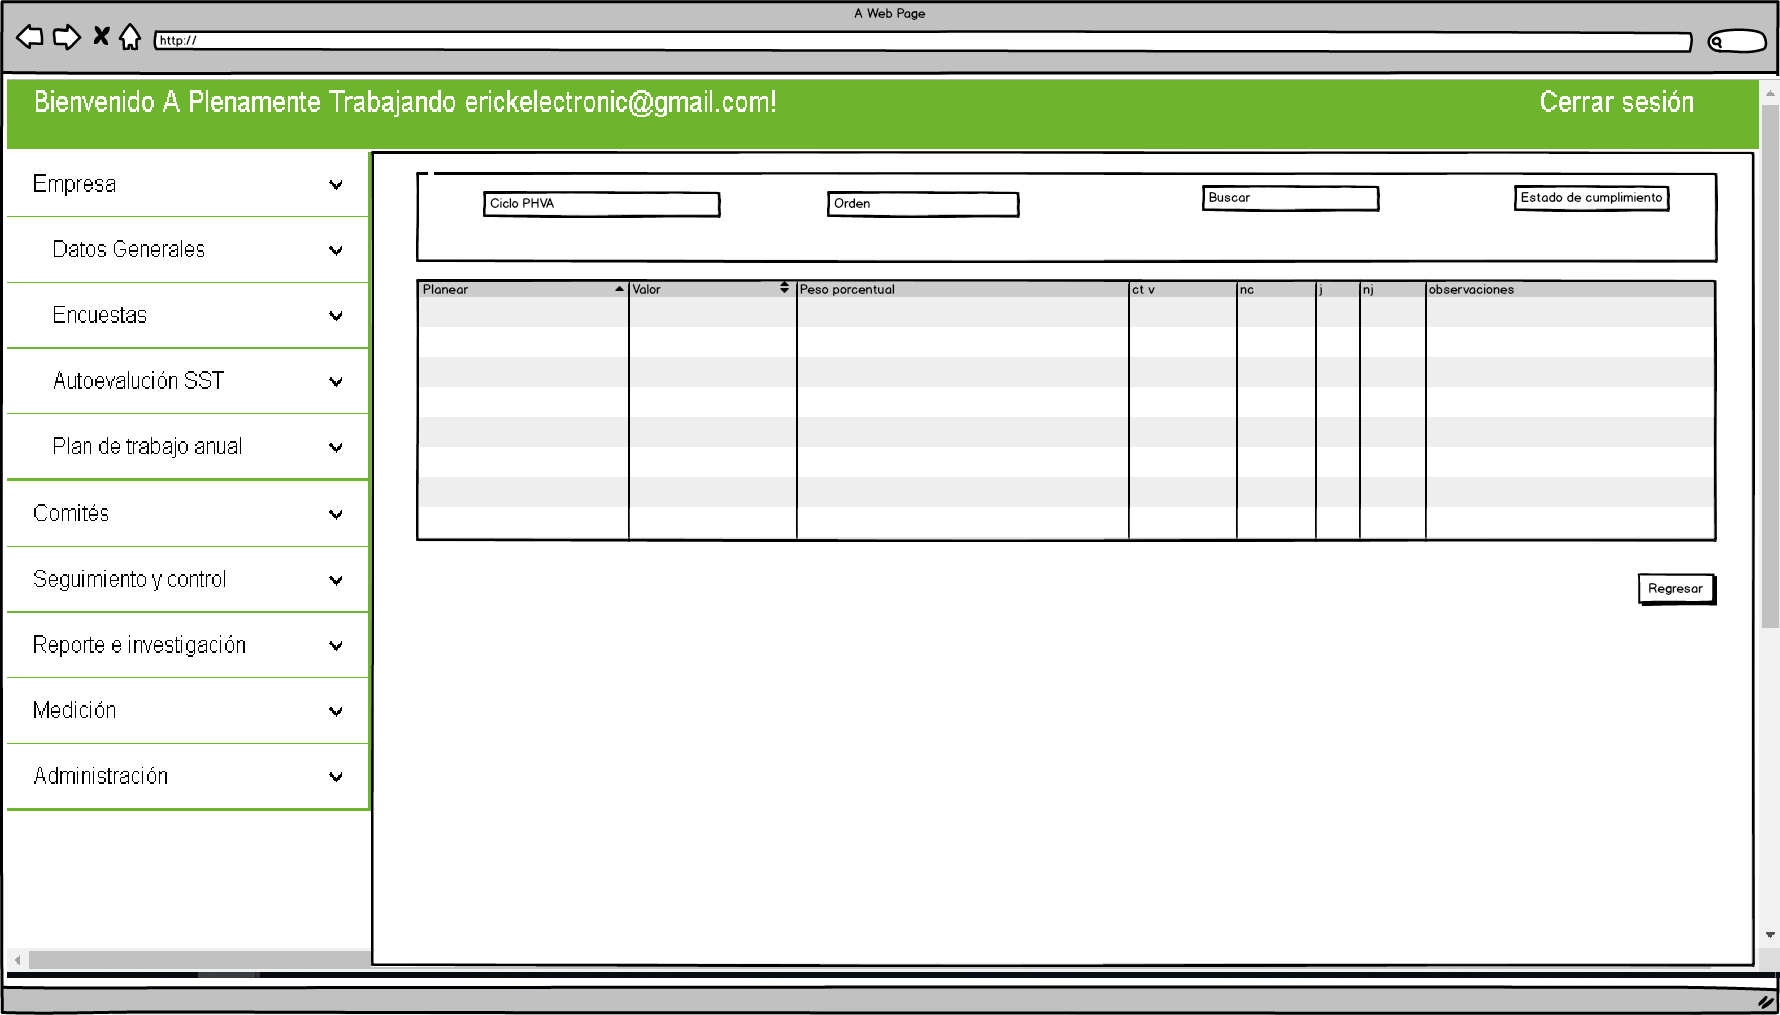 A Web Page
http://
Bienvenido A Plenamente Trabajando erickelectronic@gmail.com!
Cerrar sesión
Empresa
Datos Generales
Encuestas
Autoevalución SST
Plan de trabajo anual
Comités
Seguimiento y control
Reporte e investigación
Medición
Administración
Ciclo PHVA
Orden
Buscar
Estado de cumplimiento
Planear
Valor
Peso porcentual
ct v
nc
j
nj
observaciones
Regresar